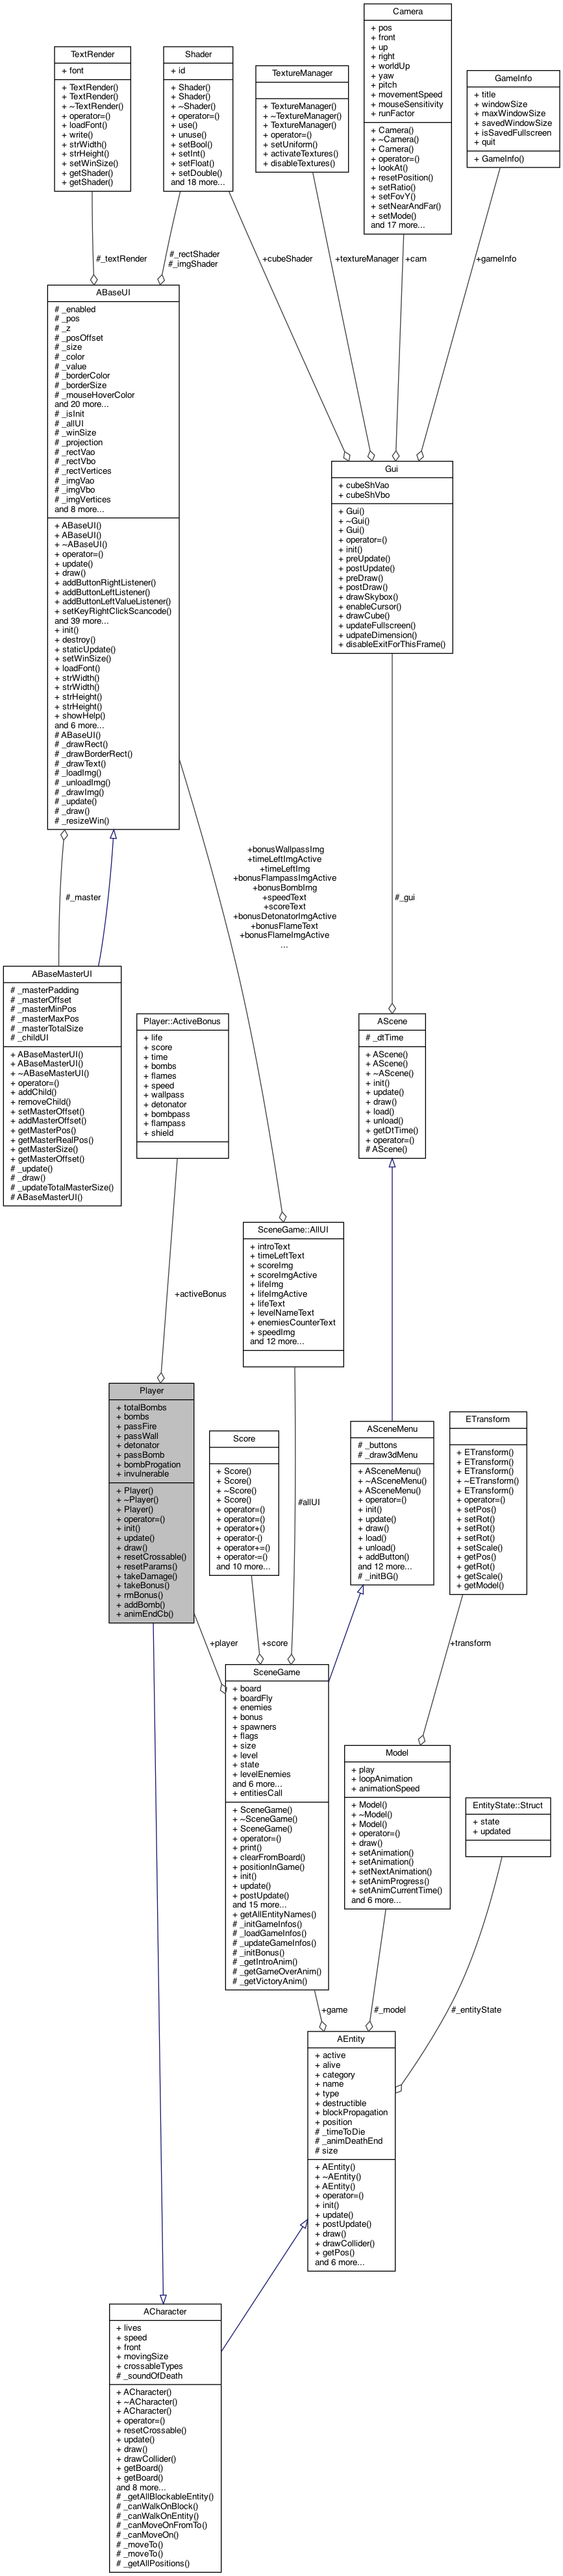 Camera
+ pos
+ front
+ up
+ right
+ worldUp
+ yaw
+ pitch
+ movementSpeed
+ mouseSensitivity
+ runFactor
+ Camera()
+ ~Camera()
+ Camera()
+ operator=()
+ lookAt()
+ resetPosition()
+ setRatio()
+ setFovY()
+ setNearAndFar()
+ setMode()
and 17 more...
TextRender
+ font
+ TextRender()
+ TextRender()
+ ~TextRender()
+ operator=()
+ loadFont()
+ write()
+ strWidth()
+ strHeight()
+ setWinSize()
+ getShader()
+ getShader()
Shader
+ id
+ Shader()
+ Shader()
+ ~Shader()
+ operator=()
+ use()
+ unuse()
+ setBool()
+ setInt()
+ setFloat()
+ setDouble()
and 18 more...
TextureManager
+ TextureManager()
+ ~TextureManager()
+ TextureManager()
+ operator=()
+ setUniform()
+ activateTextures()
+ disableTextures()
GameInfo
+ title
+ windowSize
+ maxWindowSize
+ savedWindowSize
+ isSavedFullscreen
+ quit
+ GameInfo()
#_textRender
#_rectShader
#_imgShader
+cubeShader
+textureManager
+cam
+gameInfo
ABaseUI
# _enabled
# _pos
# _z
# _posOffset
# _size
# _color
# _value
# _borderColor
# _borderSize
# _mouseHoverColor
and 20 more...
# _isInit
# _allUI
# _winSize
# _projection
# _rectVao
# _rectVbo
# _rectVertices
# _imgVao
# _imgVbo
# _imgVertices
and 8 more...
+ ABaseUI()
+ ABaseUI()
+ ~ABaseUI()
+ operator=()
+ update()
+ draw()
+ addButtonRightListener()
+ addButtonLeftListener()
+ addButtonLeftValueListener()
+ setKeyRightClickScancode()
and 39 more...
+ init()
+ destroy()
+ staticUpdate()
+ setWinSize()
+ loadFont()
+ strWidth()
+ strWidth()
+ strHeight()
+ strHeight()
+ showHelp()
and 6 more...
# ABaseUI()
# _drawRect()
# _drawBorderRect()
# _drawText()
# _loadImg()
# _unloadImg()
# _drawImg()
# _update()
# _draw()
# _resizeWin()
Gui
+ cubeShVao
+ cubeShVbo
+ Gui()
+ ~Gui()
+ Gui()
+ operator=()
+ init()
+ preUpdate()
+ postUpdate()
+ preDraw()
+ postDraw()
+ drawSkybox()
+ enableCursor()
+ drawCube()
+ updateFullscreen()
+ udpateDimension()
+ disableExitForThisFrame()
#_master
+bonusWallpassImg
+timeLeftImgActive
+timeLeftImg
+bonusFlampassImgActive
+bonusBombImg
+speedText
+scoreText
+bonusDetonatorImgActive
+bonusFlameText
+bonusFlameImgActive
...
#_gui
ABaseMasterUI
# _masterPadding
# _masterOffset
# _masterMinPos
# _masterMaxPos
# _masterTotalSize
# _childUI
+ ABaseMasterUI()
+ ABaseMasterUI()
+ ~ABaseMasterUI()
+ operator=()
+ addChild()
+ removeChild()
+ setMasterOffset()
+ addMasterOffset()
+ getMasterPos()
+ getMasterRealPos()
+ getMasterSize()
+ getMasterOffset()
# _update()
# _draw()
# _updateTotalMasterSize()
# ABaseMasterUI()
Player::ActiveBonus
+ life
+ score
+ time
+ bombs
+ flames
+ speed
+ wallpass
+ detonator
+ bombpass
+ flampass
+ shield
AScene
# _dtTime
+ AScene()
+ AScene()
+ ~AScene()
+ init()
+ update()
+ draw()
+ load()
+ unload()
+ getDtTime()
+ operator=()
# AScene()
+activeBonus
SceneGame::AllUI
+ introText
+ timeLeftText
+ scoreImg
+ scoreImgActive
+ lifeImg
+ lifeImgActive
+ lifeText
+ levelNameText
+ enemiesCounterText
+ speedImg
and 12 more...
Player
+ totalBombs
+ bombs
+ passFire
+ passWall
+ detonator
+ passBomb
+ bombProgation
+ invulnerable
+ Player()
+ ~Player()
+ Player()
+ operator=()
+ init()
+ update()
+ draw()
+ resetCrossable()
+ resetParams()
+ takeDamage()
+ takeBonus()
+ rmBonus()
+ addBomb()
+ animEndCb()
Score
+ Score()
+ Score()
+ ~Score()
+ Score()
+ operator=()
+ operator=()
+ operator+()
+ operator-()
+ operator+=()
+ operator-=()
and 10 more...
#allUI
ASceneMenu
# _buttons
# _draw3dMenu
+ ASceneMenu()
+ ~ASceneMenu()
+ ASceneMenu()
+ operator=()
+ init()
+ update()
+ draw()
+ load()
+ unload()
+ addButton()
and 12 more...
# _initBG()
ETransform
+ ETransform()
+ ETransform()
+ ETransform()
+ ~ETransform()
+ ETransform()
+ operator=()
+ setPos()
+ setRot()
+ setRot()
+ setRot()
+ setScale()
+ getPos()
+ getRot()
+ getScale()
+ getModel()
+player
+score
+transform
SceneGame
+ board
+ boardFly
+ enemies
+ bonus
+ spawners
+ flags
+ size
+ level
+ state
+ levelEnemies
and 6 more...
+ entitiesCall
+ SceneGame()
+ ~SceneGame()
+ SceneGame()
+ operator=()
+ print()
+ clearFromBoard()
+ positionInGame()
+ init()
+ update()
+ postUpdate()
and 15 more...
+ getAllEntityNames()
# _initGameInfos()
# _loadGameInfos()
# _updateGameInfos()
# _initBonus()
# _getIntroAnim()
# _getGameOverAnim()
# _getVictoryAnim()
Model
+ play
+ loopAnimation
+ animationSpeed
+ Model()
+ ~Model()
+ Model()
+ operator=()
+ draw()
+ setAnimation()
+ setAnimation()
+ setNextAnimation()
+ setAnimProgress()
+ setAnimCurrentTime()
and 6 more...
EntityState::Struct
+ state
+ updated
+game
#_model
#_entityState
AEntity
+ active
+ alive
+ category
+ name
+ type
+ destructible
+ blockPropagation
+ position
# _timeToDie
# _animDeathEnd
# size
+ AEntity()
+ ~AEntity()
+ AEntity()
+ operator=()
+ init()
+ update()
+ postUpdate()
+ draw()
+ drawCollider()
+ getPos()
and 6 more...
ACharacter
+ lives
+ speed
+ front
+ movingSize
+ crossableTypes
# _soundOfDeath
+ ACharacter()
+ ~ACharacter()
+ ACharacter()
+ operator=()
+ resetCrossable()
+ update()
+ draw()
+ drawCollider()
+ getBoard()
+ getBoard()
and 8 more...
# _getAllBlockableEntity()
# _canWalkOnBlock()
# _canWalkOnEntity()
# _canMoveOnFromTo()
# _canMoveOn()
# _moveTo()
# _moveTo()
# _getAllPositions()